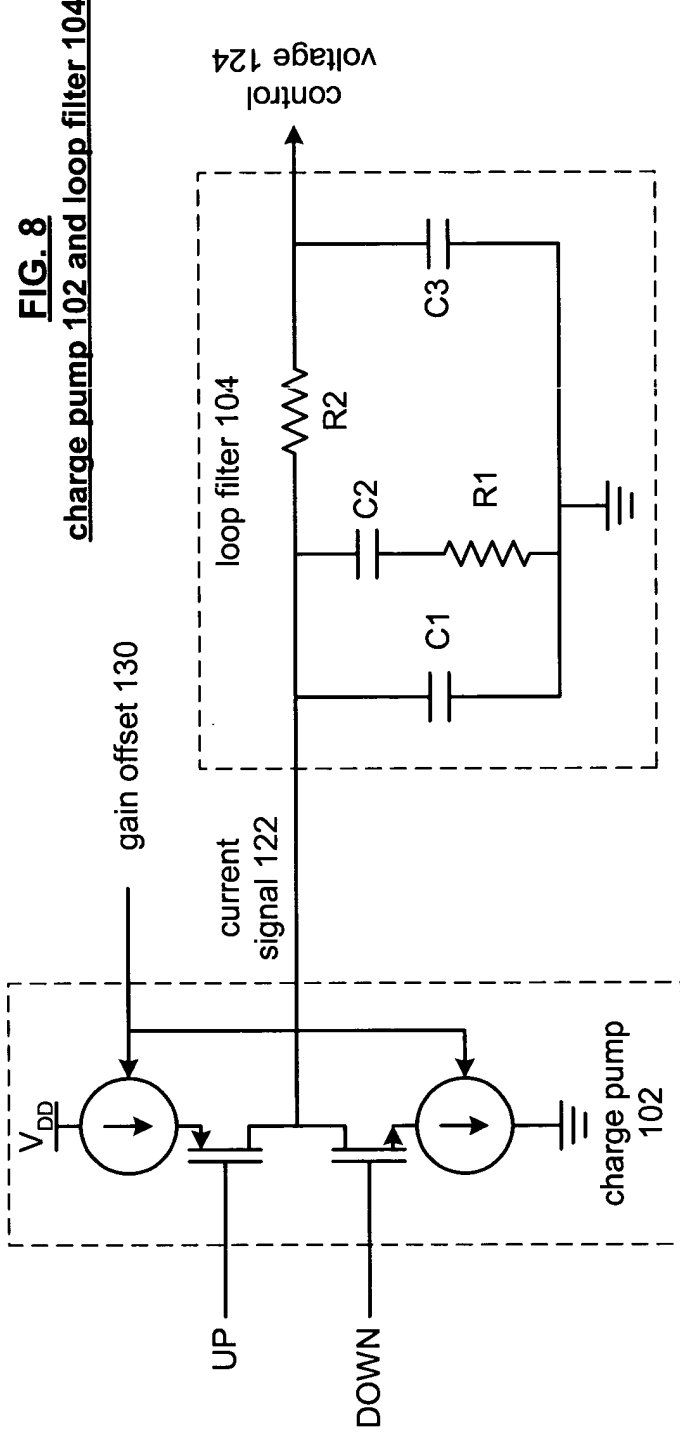 FIG. 8
charge pump 102 and loop filter 104
gain offset 130
VDD
UP
DOWN
charge pump
102
current
signal 122
loop filter 104
C1
C2
R1
R2
C3
control
voltage 124